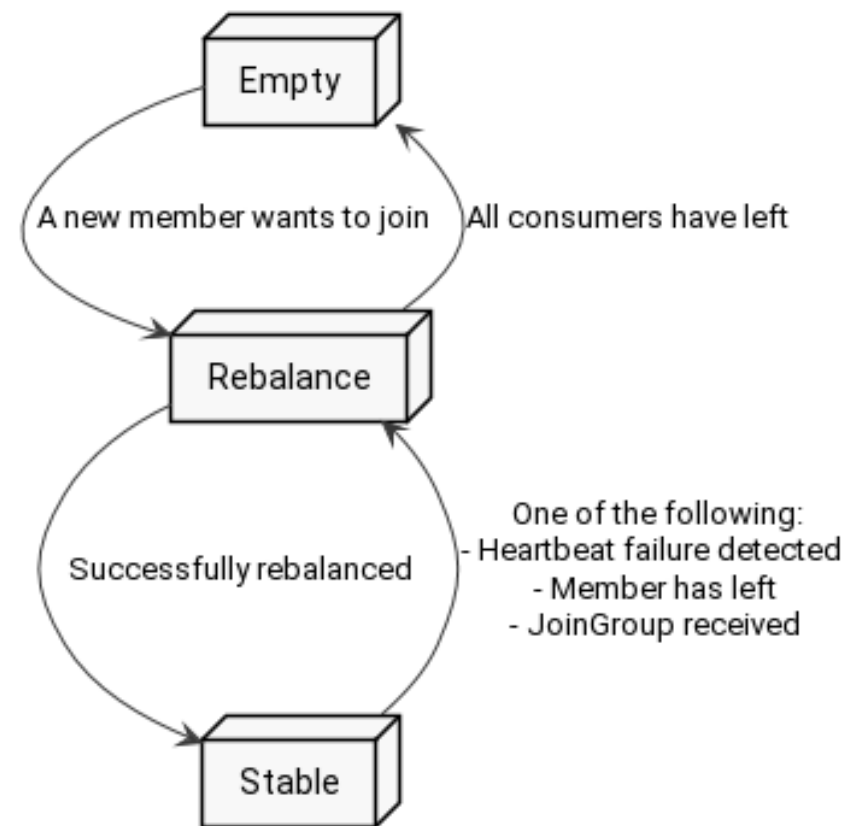 Empty
A new member wants to join
All consumers have left
Rebalance
One of the following:
- Heartbeat failure detected
- Member has left
- JoinGroup received
Successfully rebalanced
Stable